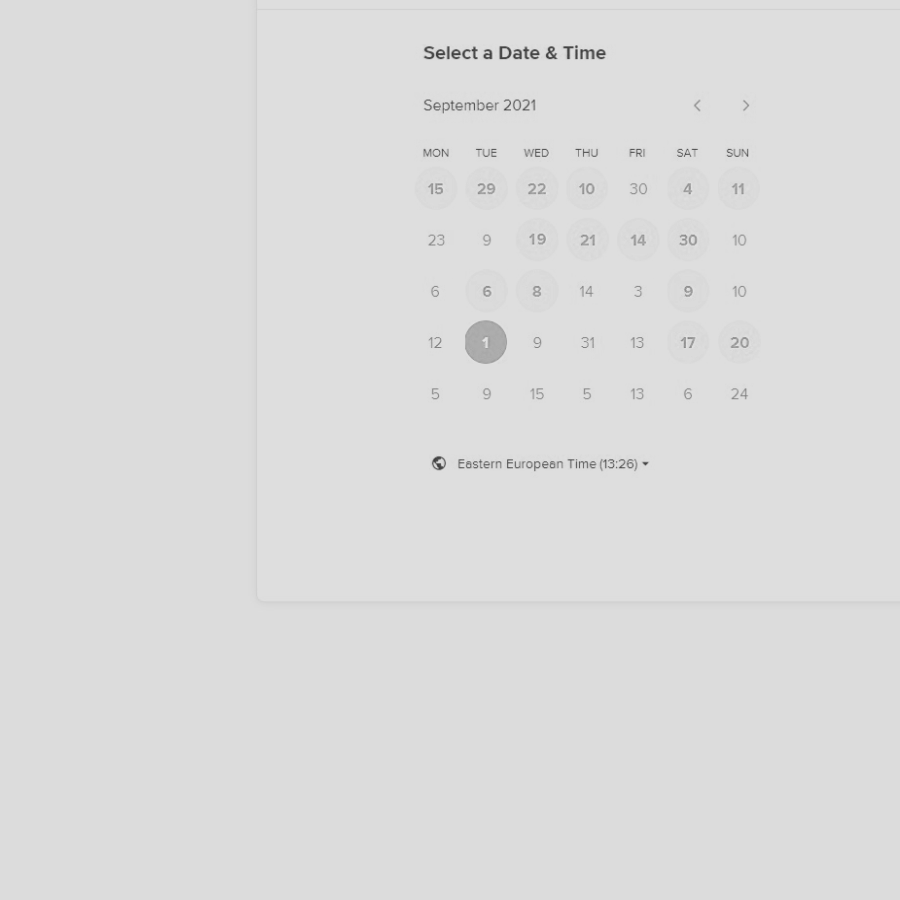 Select a Date & Time
September 2021
MON TUE WED THU FRI SAT SUN
15 29 22 10 30 4 11
23 9 19 21 14 30 10
6 6 8 14 3 9 10
12 1 9 31 13 17 20
5 9 15 5 13 6 24
Eastern European Time (13:26)